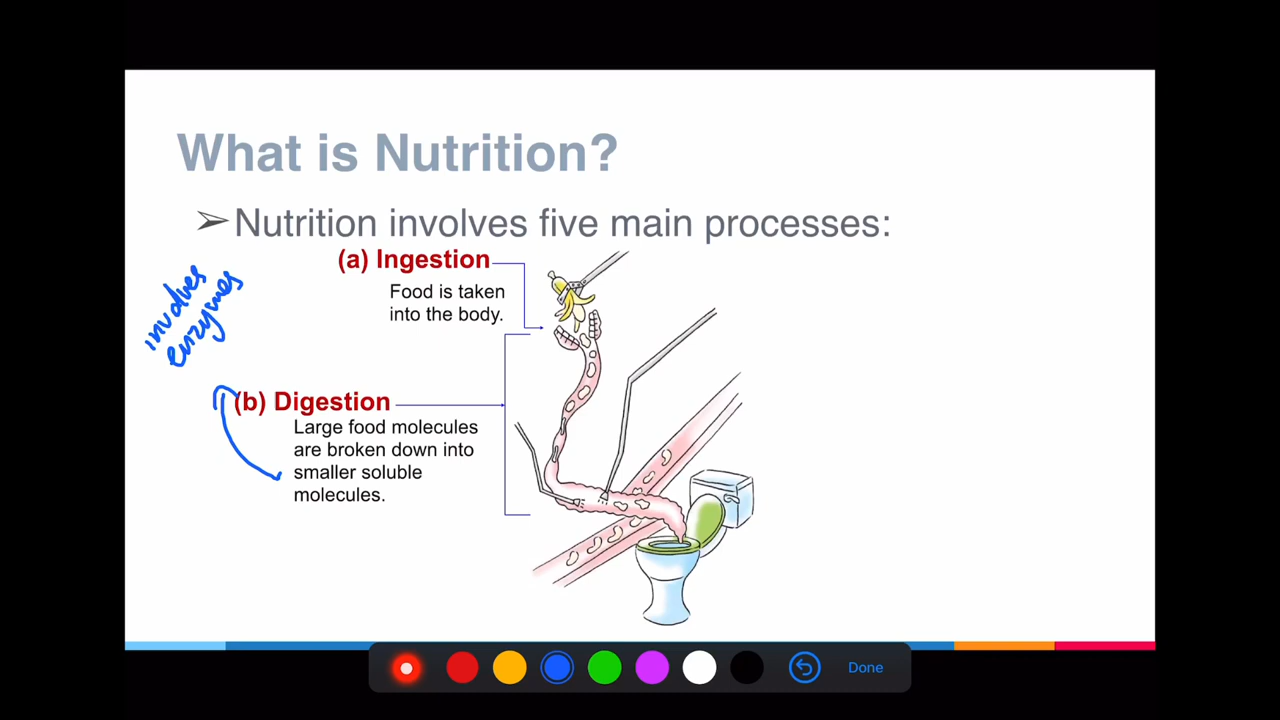 What is Nutrition?
➢Nutrition involves five main processes:
(a) Ingestion
Food is taken
into the body.
involves
enzymes
(b) Digestion
Large food molecules
are broken down into
smaller soluble
molecules.
Done